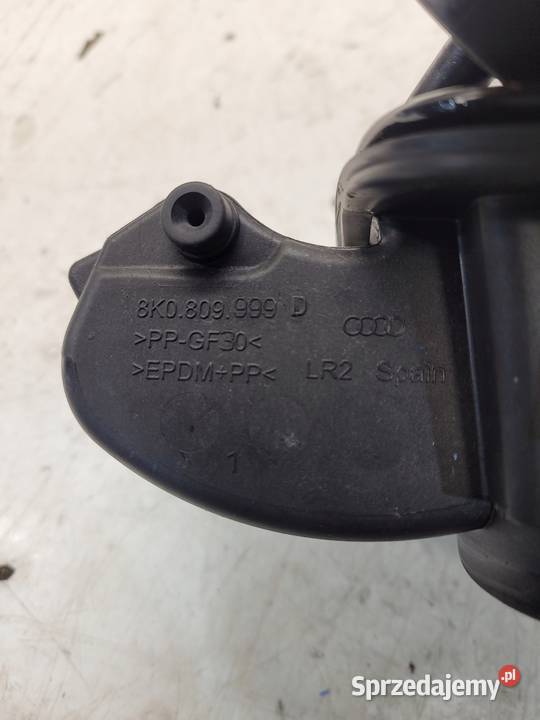 8K0.809.999 D
>PP-GF30<
>EPDM+PP< LR2 Spain
1
Sprzedajemy.pl